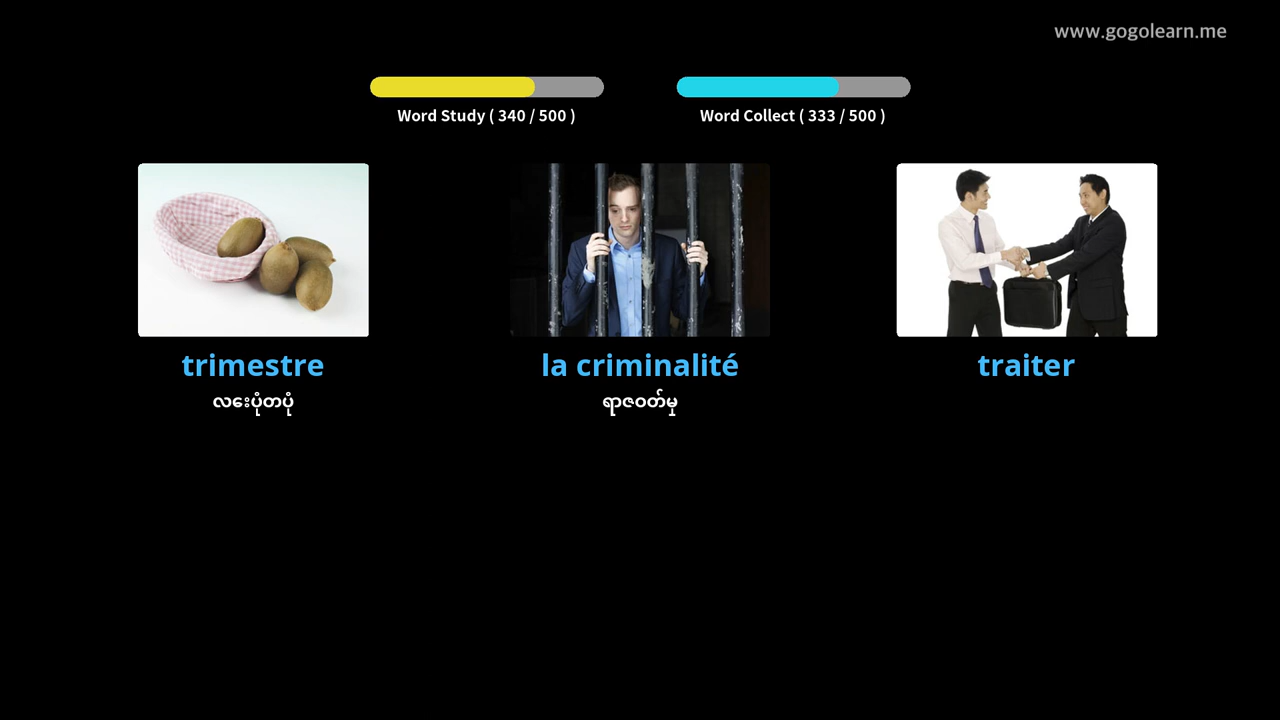 www.gogolearn.me
Word Study ( 340 / 500 )
Word Collect ( 333 / 500 )
trimestre
la criminalité
traiter
လေးပုံတပုံ
ရာဇဝတ်မှု